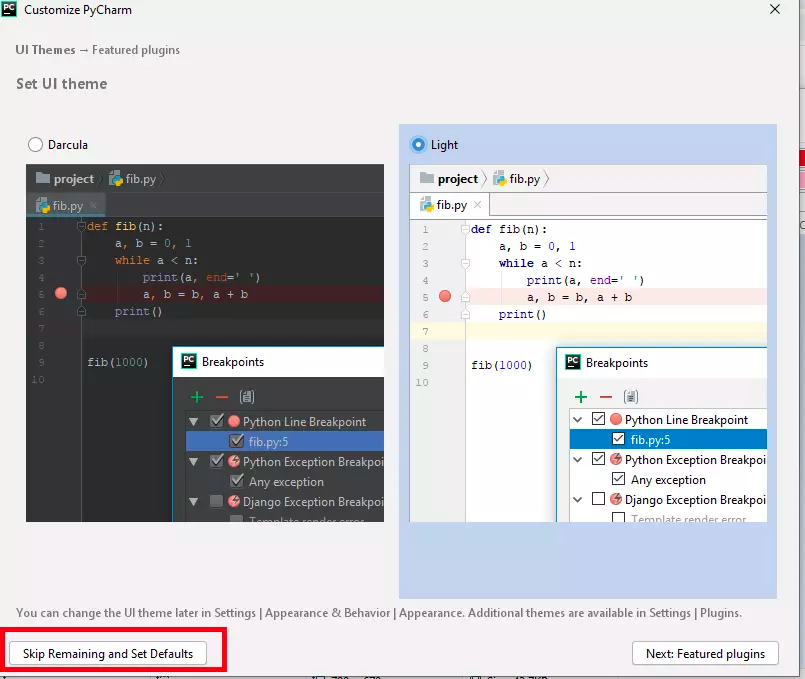 PC Customize PyCharm
UI Themes → Featured plugins
Set UI theme
Darcula
project fib.py
fib.py
1 def fib(n):
2 a, b = 0, 1
3 while a < n:
4 print(a, end=' ')
5 a, b = b, a + b
6 print()
7
8
9 fib(1000)
10
PC Breakpoints
Python Line Breakpoint
fib.py:5
Python Exception Breakpoi
Any exception
Django Exception Breakpoi
Template render error
Light
project fib.py
fib.py
1 def fib(n):
2 a, b = 0, 1
3 while a < n:
4 print(a, end=' ')
5 a, b = b, a + b
6 print()
7
8
9 fib(1000)
10
PC Breakpoints
Python Line Breakpoint
fib.py:5
Python Exception Breakpoi
Any exception
Django Exception Breakpoi
Template render error
You can change the UI theme later in Settings | Appearance & Behavior | Appearance. Additional themes are available in Settings | Plugins.
Skip Remaining and Set Defaults
Next: Featured plugins